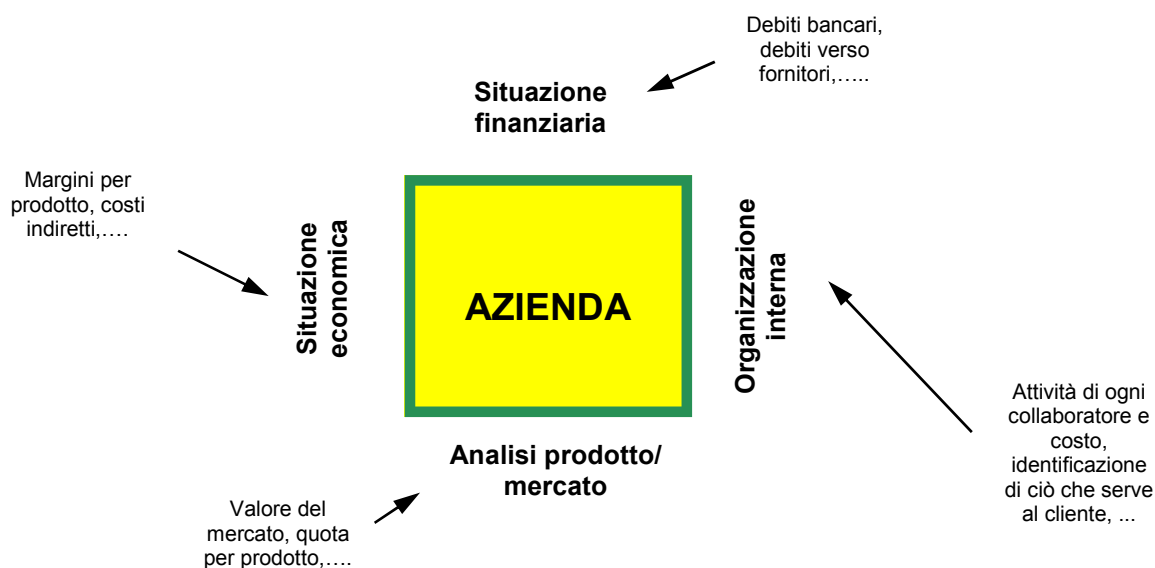 Debiti bancari,
debiti verso
fornitori,…..
Situazione
finanziaria
Margini per
prodotto, costi
indiretti,….
Situazione
economica
AZIENDA
Organizzazione
interna
Attività di ogni
collaboratore e
costo,
identificazione
di ciò che serve
al cliente, ...
Analisi prodotto/
mercato
Valore del
mercato, quota
per prodotto,….